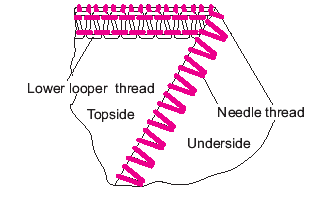 Lower looper thread
Topside
Needle thread
Underside